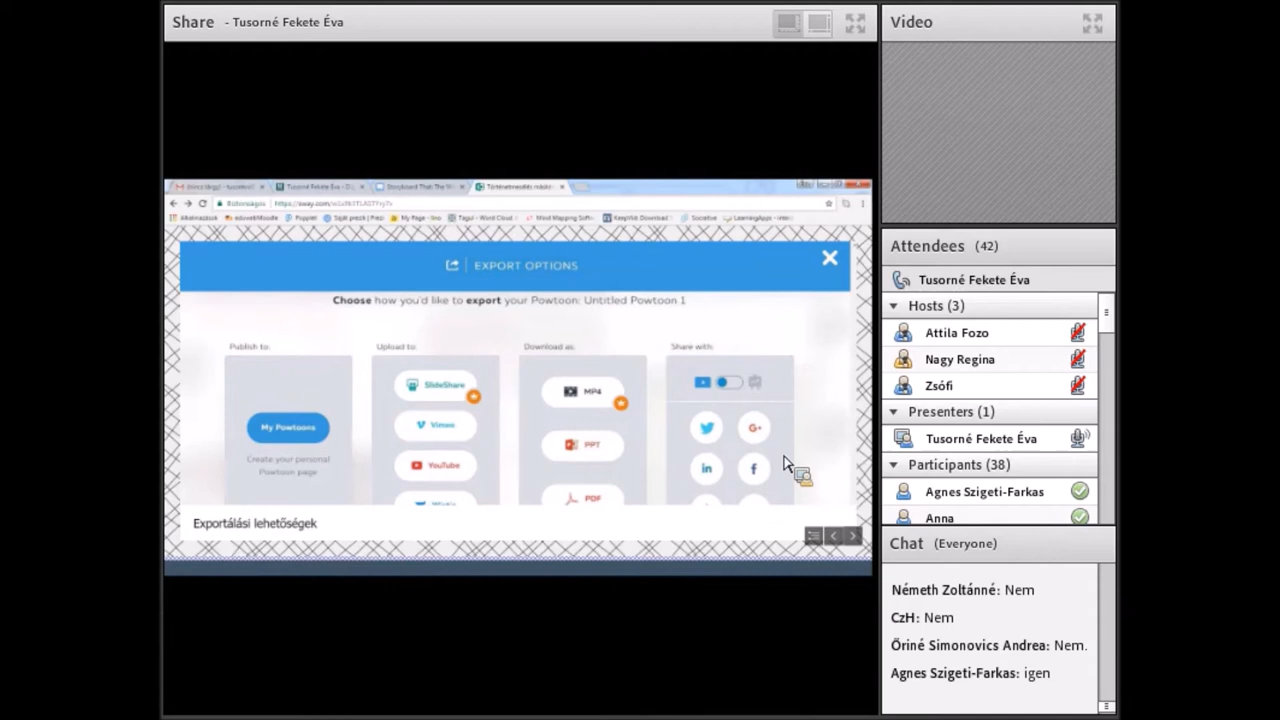 Share - Tusorné Fekete Éva
Biztonságos
EXPORT OPTIONS
Choose how you'd like to export your Powtoon: Untitled Powtoon 1
Publish to:
My Powtoons
Create your personal
Powtoon page
Upload to:
SlideShare
Vimeo
YouTube
Download as:
MP4
PPT
PDF
Share with:
G+
in
f
Exportálási lehetőségek
Video
Attendees (42)
Tusorné Fekete Éva
Hosts (3)
Attila Fozo
Nagy Regina
Zsófi
Presenters (1)
Tusorné Fekete Éva
Participants (38)
Agnes Szigeti-Farkas
Anna
Chat (Everyone)
Németh Zoltánné: Nem
CzH: Nem
Őriné Simonovics Andrea: Nem.
Agnes Szigeti-Farkas: igen